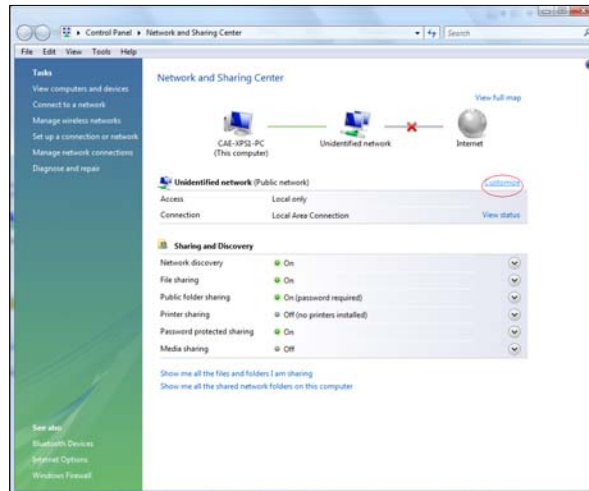 Control Panel ▸ Network and Sharing Center
Search
File Edit View Tools Help
Tasks
View computers and devices
Connect to a network
Manage wireless networks
Set up a connection or network
Manage network connections
Diagnose and repair
See also
Bluetooth Devices
Internet Options
Windows Firewall
Network and Sharing Center
View full map
CAE-XPS1-PC
(This computer)
Unidentified network
Internet
Unidentified network (Public network)
Customize
Access Local only
Connection Local Area Connection View status
Sharing and Discovery
Network discovery On
File sharing On
Public folder sharing On (password required)
Printer sharing Off (no printers installed)
Password protected sharing On
Media sharing Off
Show me all the files and folders I am sharing
Show me all the shared network folders on this computer